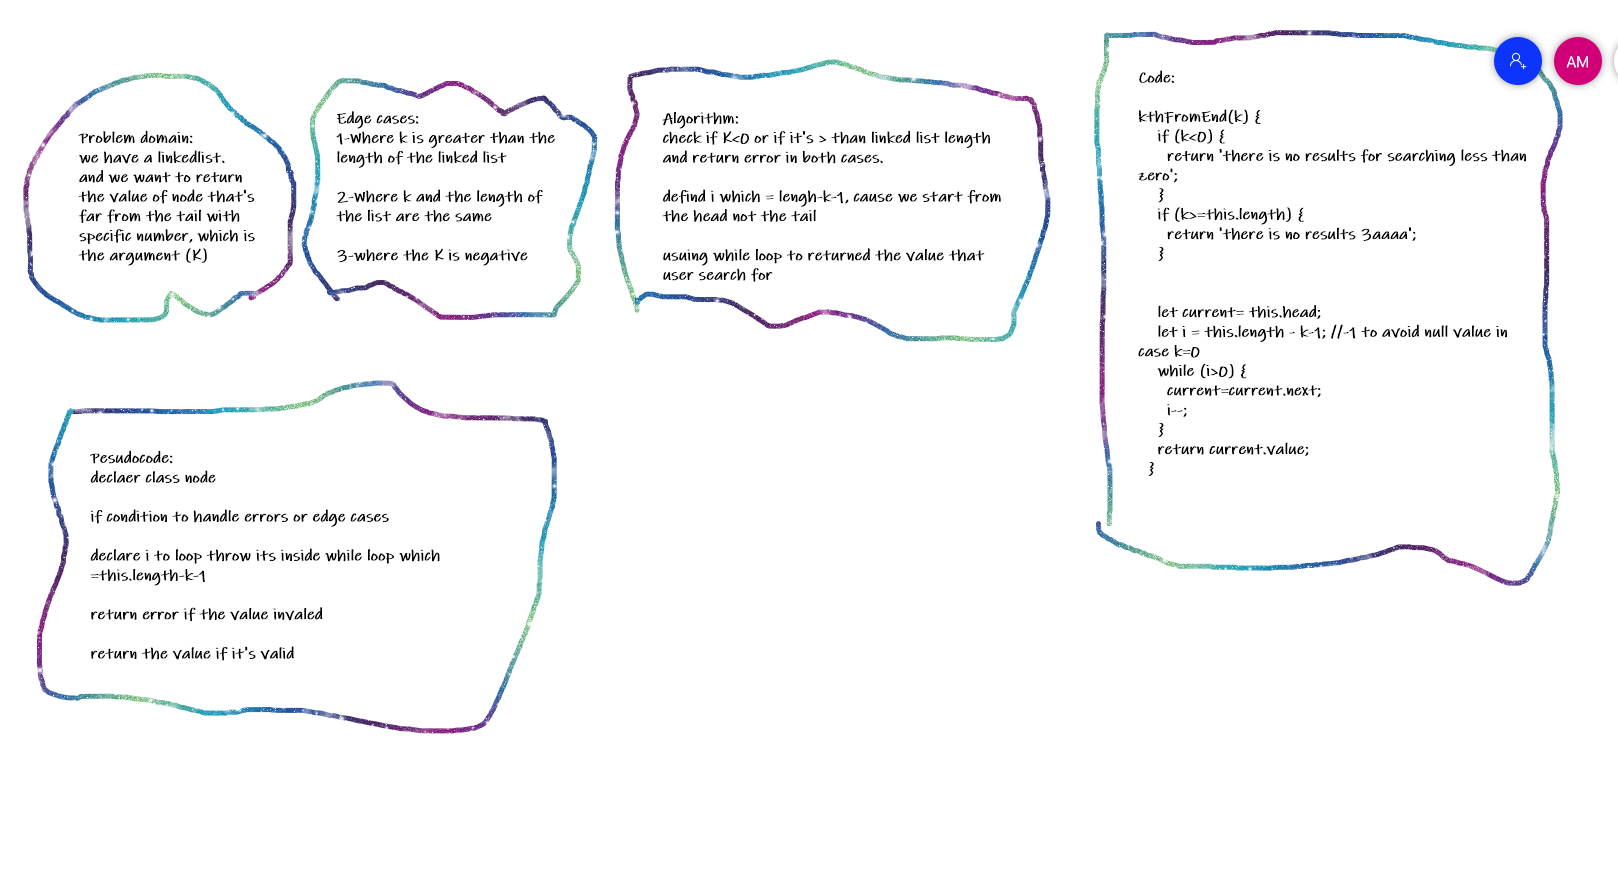 Problem domain:
we have a linkedlist.
and we want to return
the value of node that's
far from the tail with
specific number, which is
the argument (K)
Edge cases:
1-Where k is greater than the
length of the linked list
2-Where k and the length of
the list are the same
3-where the K is negative
Algorithm:
check if K<0 or if it's > than linked list length
and return error in both cases.
defind i which = lengh-k-1, cause we start from
the head not the tail
usuing while loop to returned the value that
user search for
Code:
kthFromEnd(k) {
if (k<0) {
return 'there is no results for searching less than
zero';
}
if (k>=this.length) {
return 'there is no results 3aaaa';
}
let current= this.head;
let i = this.length - k-1; //-1 to avoid null value in
case k=0
while (i>0) {
current=current.next;
i--;
}
return current.value;
}
Pesudocode:
declaer class node
if condition to handle errors or edge cases
declare i to loop throw its inside while loop which
=this.length-k-1
return error if the value invaled
return the value if it's valid
AM